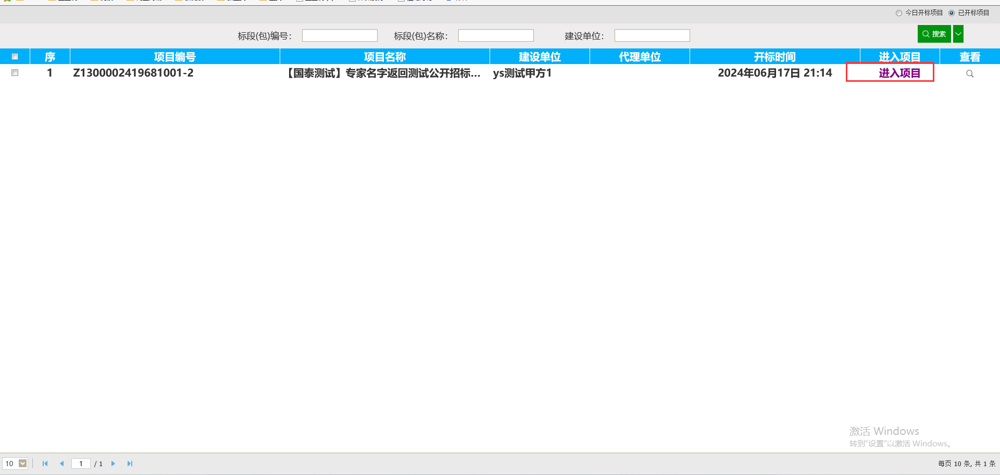 今日开标项目 已开标项目
标段(包)编号： 标段(包)名称： 建设单位： 搜索
序 项目编号 项目名称 建设单位 代理单位 开标时间 进入项目 查看
1 Z1300002419681001-2 【国泰测试】专家名字返回测试公开招标... ys测试甲方1 2024年06月17日 21:14 进入项目
激活 Windows
转到"设置"以激活 Windows。
10 1 / 1 每页 10 条, 共 1 条